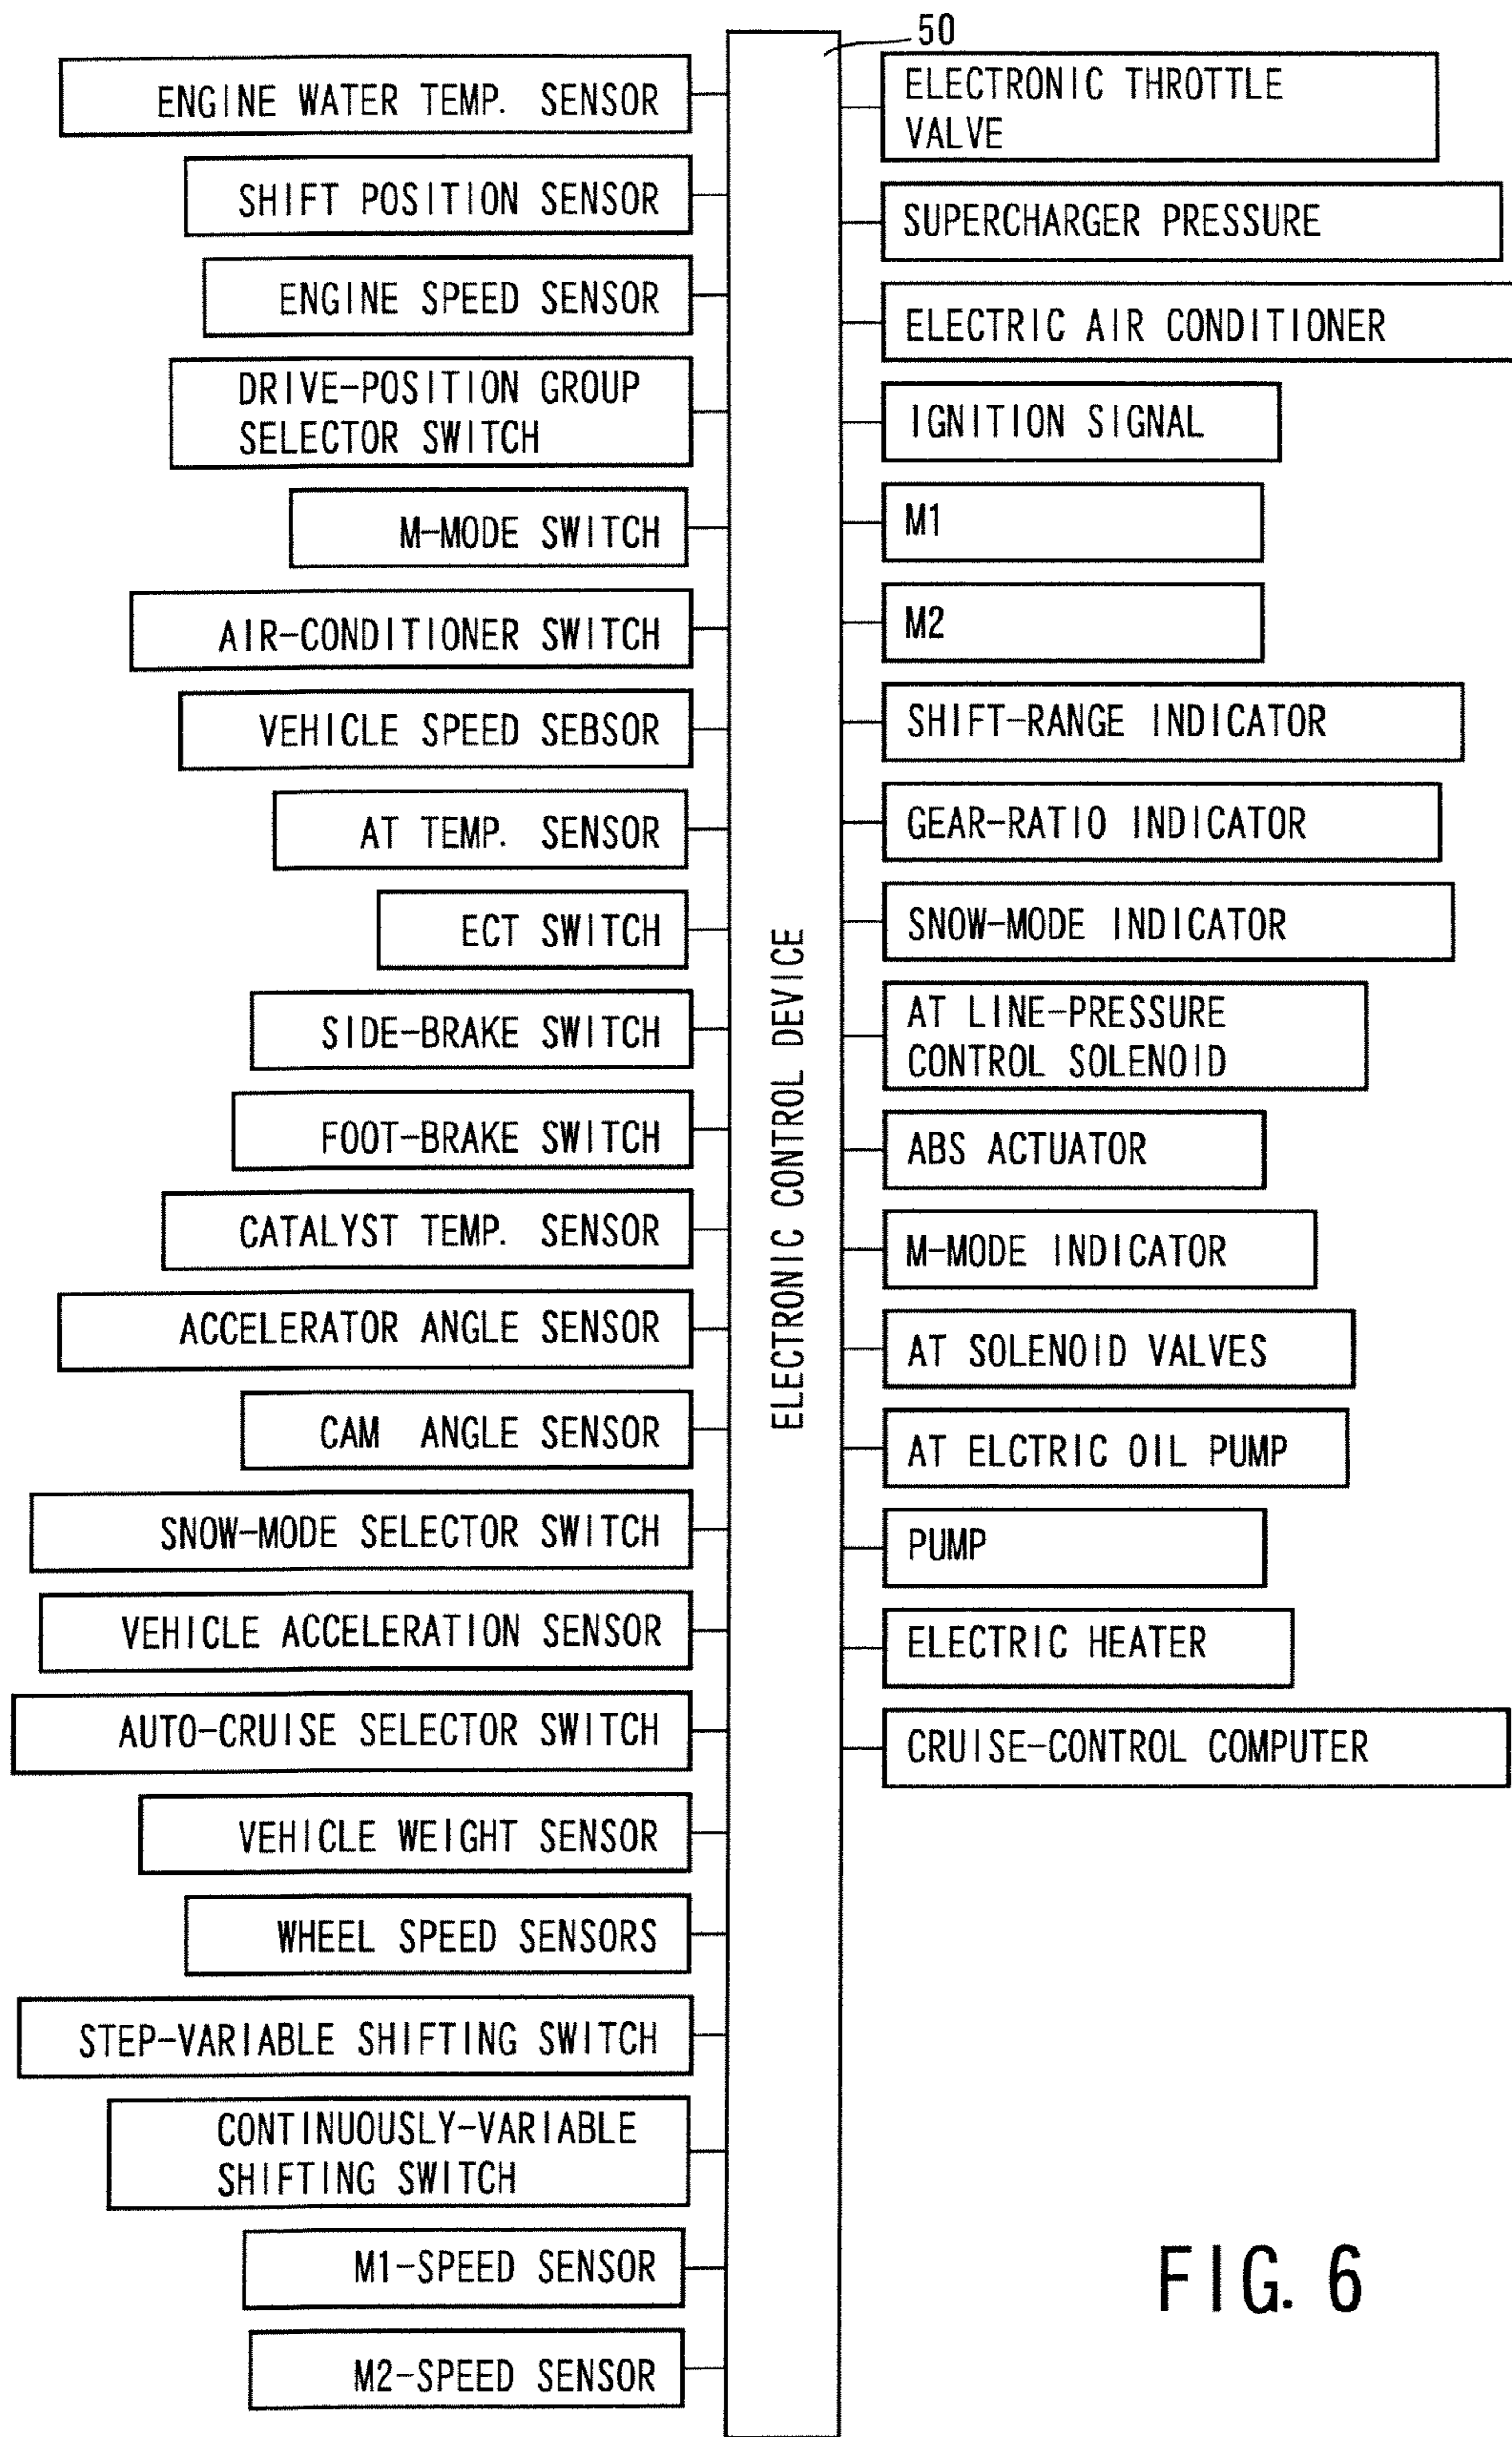 50
ENGINE WATER TEMP. SENSOR
SHIFT POSITION SENSOR
ENGINE SPEED SENSOR
DRIVE-POSITION GROUP
SELECTOR SWITCH
M-MODE SWITCH
AIR-CONDITIONER SWITCH
VEHICLE SPEED SEBSOR
AT TEMP. SENSOR
ECT SWITCH
SIDE-BRAKE SWITCH
FOOT-BRAKE SWITCH
CATALYST TEMP. SENSOR
ACCELERATOR ANGLE SENSOR
CAM ANGLE SENSOR
SNOW-MODE SELECTOR SWITCH
VEHICLE ACCELERATION SENSOR
AUTO-CRUISE SELECTOR SWITCH
VEHICLE WEIGHT SENSOR
WHEEL SPEED SENSORS
STEP-VARIABLE SHIFTING SWITCH
CONTINUOUSLY-VARIABLE
SHIFTING SWITCH
M1-SPEED SENSOR
M2-SPEED SENSOR
ELECTRONIC CONTROL DEVICE
ELECTRONIC THROTTLE
VALVE
SUPERCHARGER PRESSURE
ELECTRIC AIR CONDITIONER
IGNITION SIGNAL
M1
M2
SHIFT-RANGE INDICATOR
GEAR-RATIO INDICATOR
SNOW-MODE INDICATOR
AT LINE-PRESSURE
CONTROL SOLENOID
ABS ACTUATOR
M-MODE INDICATOR
AT SOLENOID VALVES
AT ELCTRIC OIL PUMP
PUMP
ELECTRIC HEATER
CRUISE-CONTROL COMPUTER
FIG. 6